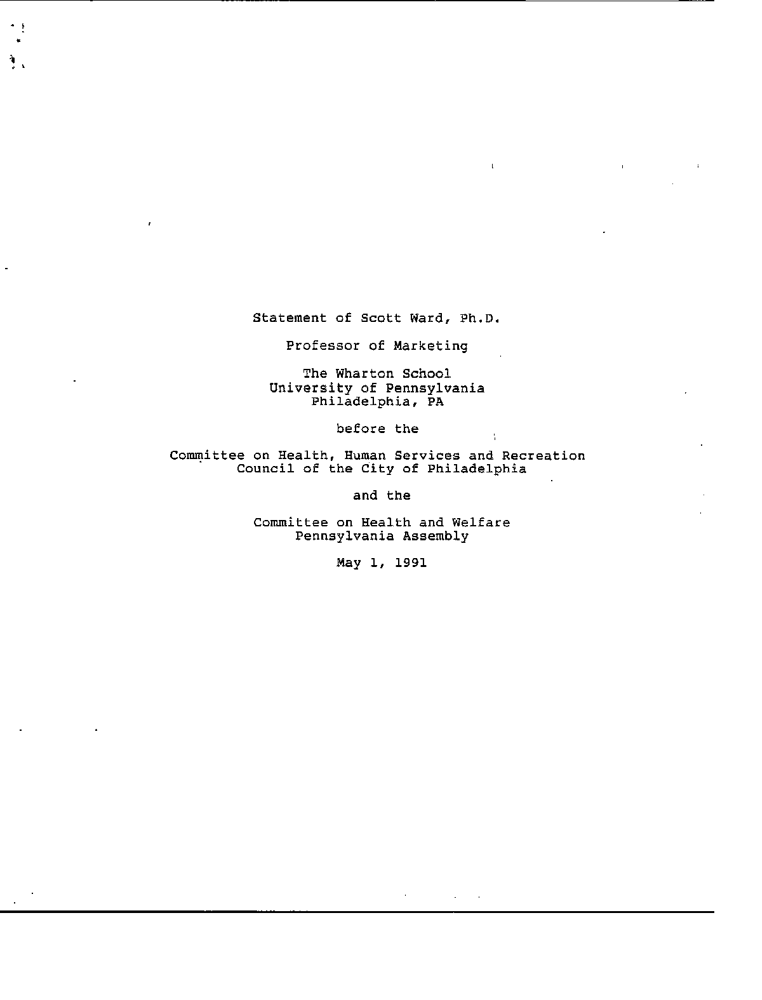 Statement of Scott Ward, Ph.D.
Professor of Marketing
The Wharton School
University of Pennsylvania
Philadelphia, PA
before the
Committee on Health, Human Services and Recreation
Council of the City of Philadelphia
and the
Committee on Health and Welfare
Pennsylvania Assembly
May 1, 1991